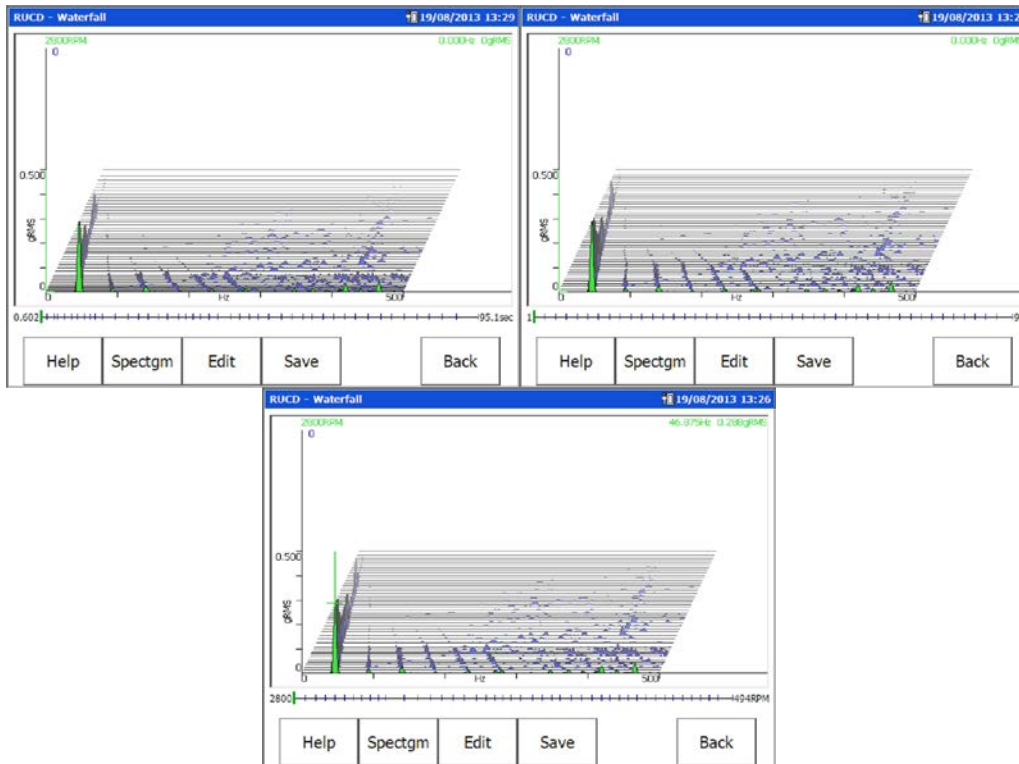 RUCD - Waterfall 19/08/2013 13:29
2800RPM 0.000Hz 0gRMS
0
0.500
gRMS
0
0 Hz 500
0.602 95.1sec
Help Spectgm Edit Save Back
RUCD - Waterfall 19/08/2013 13:2
2800RPM 0.000Hz 0gRMS
0
0.500
gRMS
0
0 Hz 500
1 9
Help Spectgm Edit Save Back
RUCD - Waterfall 19/08/2013 13:26
2800RPM 46.875Hz 0.288gRMS
0
0.500
gRMS
0
0 Hz 500
2800 494RPM
Help Spectgm Edit Save Back